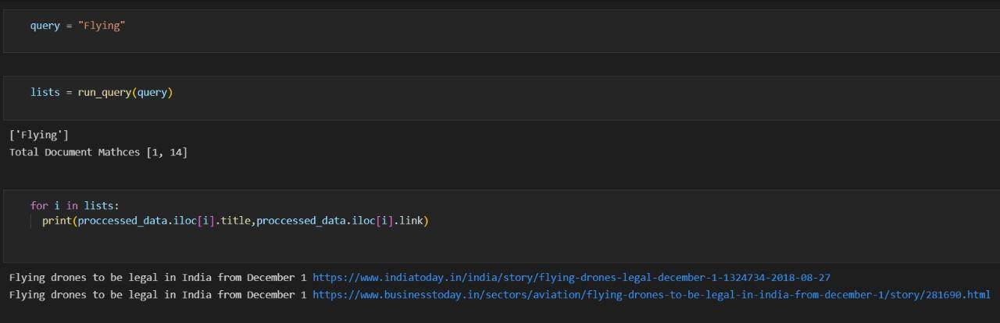 query = "Flying"
lists = run_query(query)
['Flying']
Total Document Mathces [1, 14]
for i in lists:
  print(proccessed_data.iloc[i].title,proccessed_data.iloc[i].link)
Flying drones to be legal in India from December 1 https://www.indiatoday.in/india/story/flying-drones-legal-december-1-1324734-2018-08-27
Flying drones to be legal in India from December 1 https://www.businesstoday.in/sectors/aviation/flying-drones-to-be-legal-in-india-from-december-1/story/281690.html